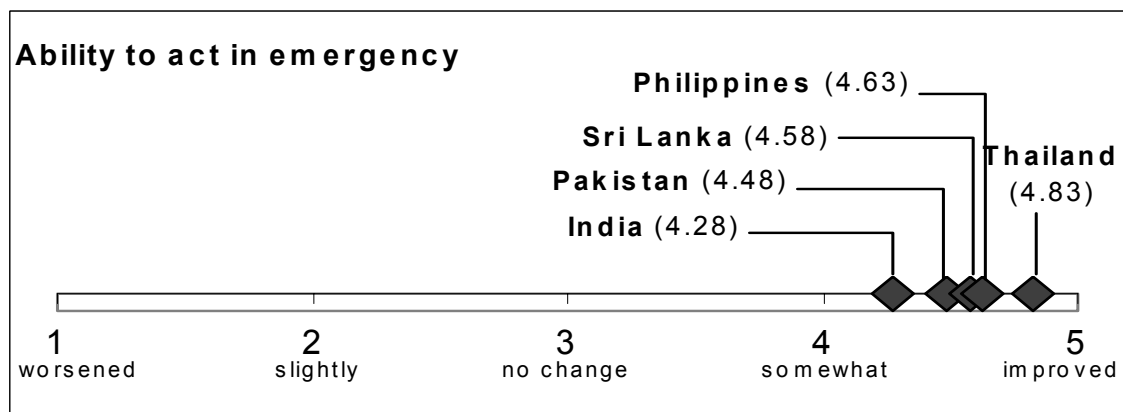 Ability to act in emergency
Philippines (4.63)
Sri Lanka (4.58)
Thailand
(4.83)
Pakistan (4.48)
India (4.28)
1 2 3 4 5
worsened slightly no change somewhat improved